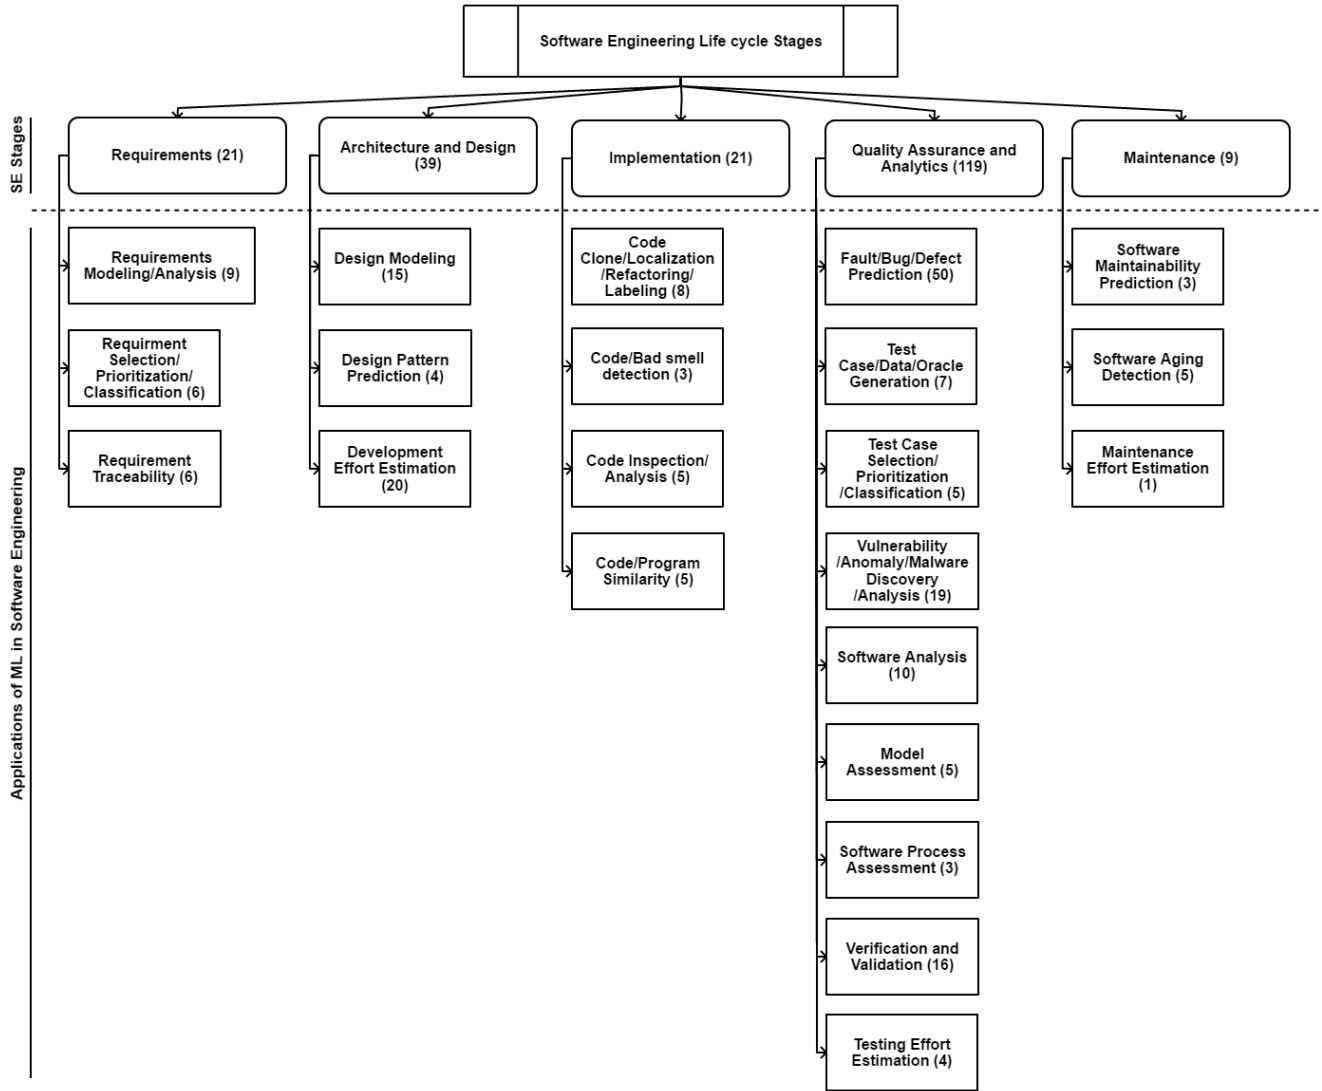 Software Engineering Life cycle Stages
SE Stages
Requirements (21)
Architecture and Design
(39)
Implementation (21)
Quality Assurance and
Analytics (119)
Maintenance (9)
Applications of ML in Software Engineering
Requirements
Modeling/Analysis (9)
Requirment
Selection/
Prioritization/
Classification (6)
Requirement
Traceability (6)
Design Modeling
(15)
Design Pattern
Prediction (4)
Development
Effort Estimation
(20)
Code
Clone/Localization
/Refactoring/
Labeling (8)
Code/Bad smell
detection (3)
Code Inspection/
Analysis (5)
Code/Program
Similarity (5)
Fault/Bug/Defect
Prediction (50)
Test
Case/Data/Oracle
Generation (7)
Test Case
Selection/
Prioritization
/Classification (5)
Vulnerability
/Anomaly/Malware
Discovery
/Analysis (19)
Software Analysis
(10)
Model
Assessment (5)
Software Process
Assessment (3)
Verification and
Validation (16)
Testing Effort
Estimation (4)
Software
Maintainability
Prediction (3)
Software Aging
Detection (5)
Maintenance
Effort Estimation
(1)